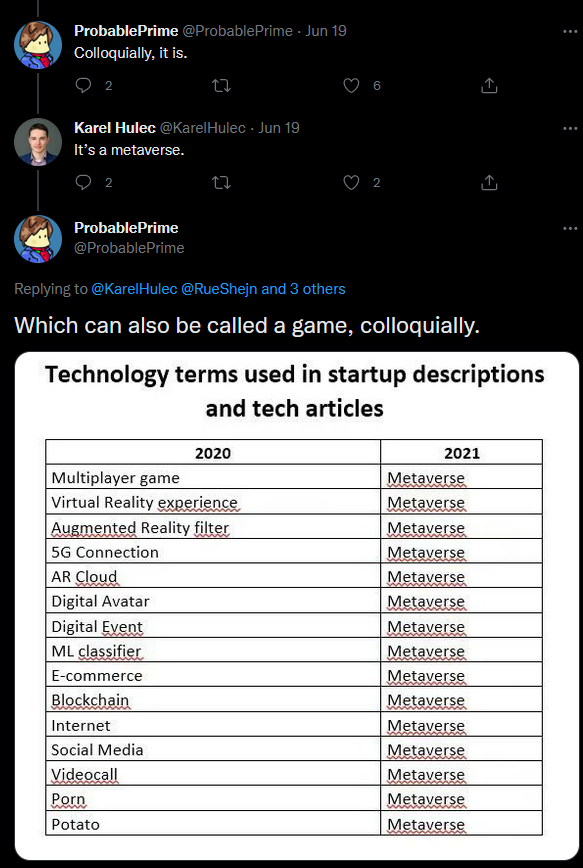 ProbablePrime @ProbablePrime · Jun 19
Colloquially, it is.
2 6
Karel Hulec @KarelHulec · Jun 19
It’s a metaverse.
2 2
ProbablePrime
@ProbablePrime
Replying to @KarelHulec @RueShejn and 3 others
Which can also be called a game, colloquially.
Technology terms used in startup descriptions
and tech articles
2020 2021
Multiplayer game Metaverse
Virtual Reality experience Metaverse
Augmented Reality filter Metaverse
5G Connection Metaverse
AR Cloud Metaverse
Digital Avatar Metaverse
Digital Event Metaverse
ML classifier Metaverse
E-commerce Metaverse
Blockchain Metaverse
Internet Metaverse
Social Media Metaverse
Videocall Metaverse
Porn Metaverse
Potato Metaverse